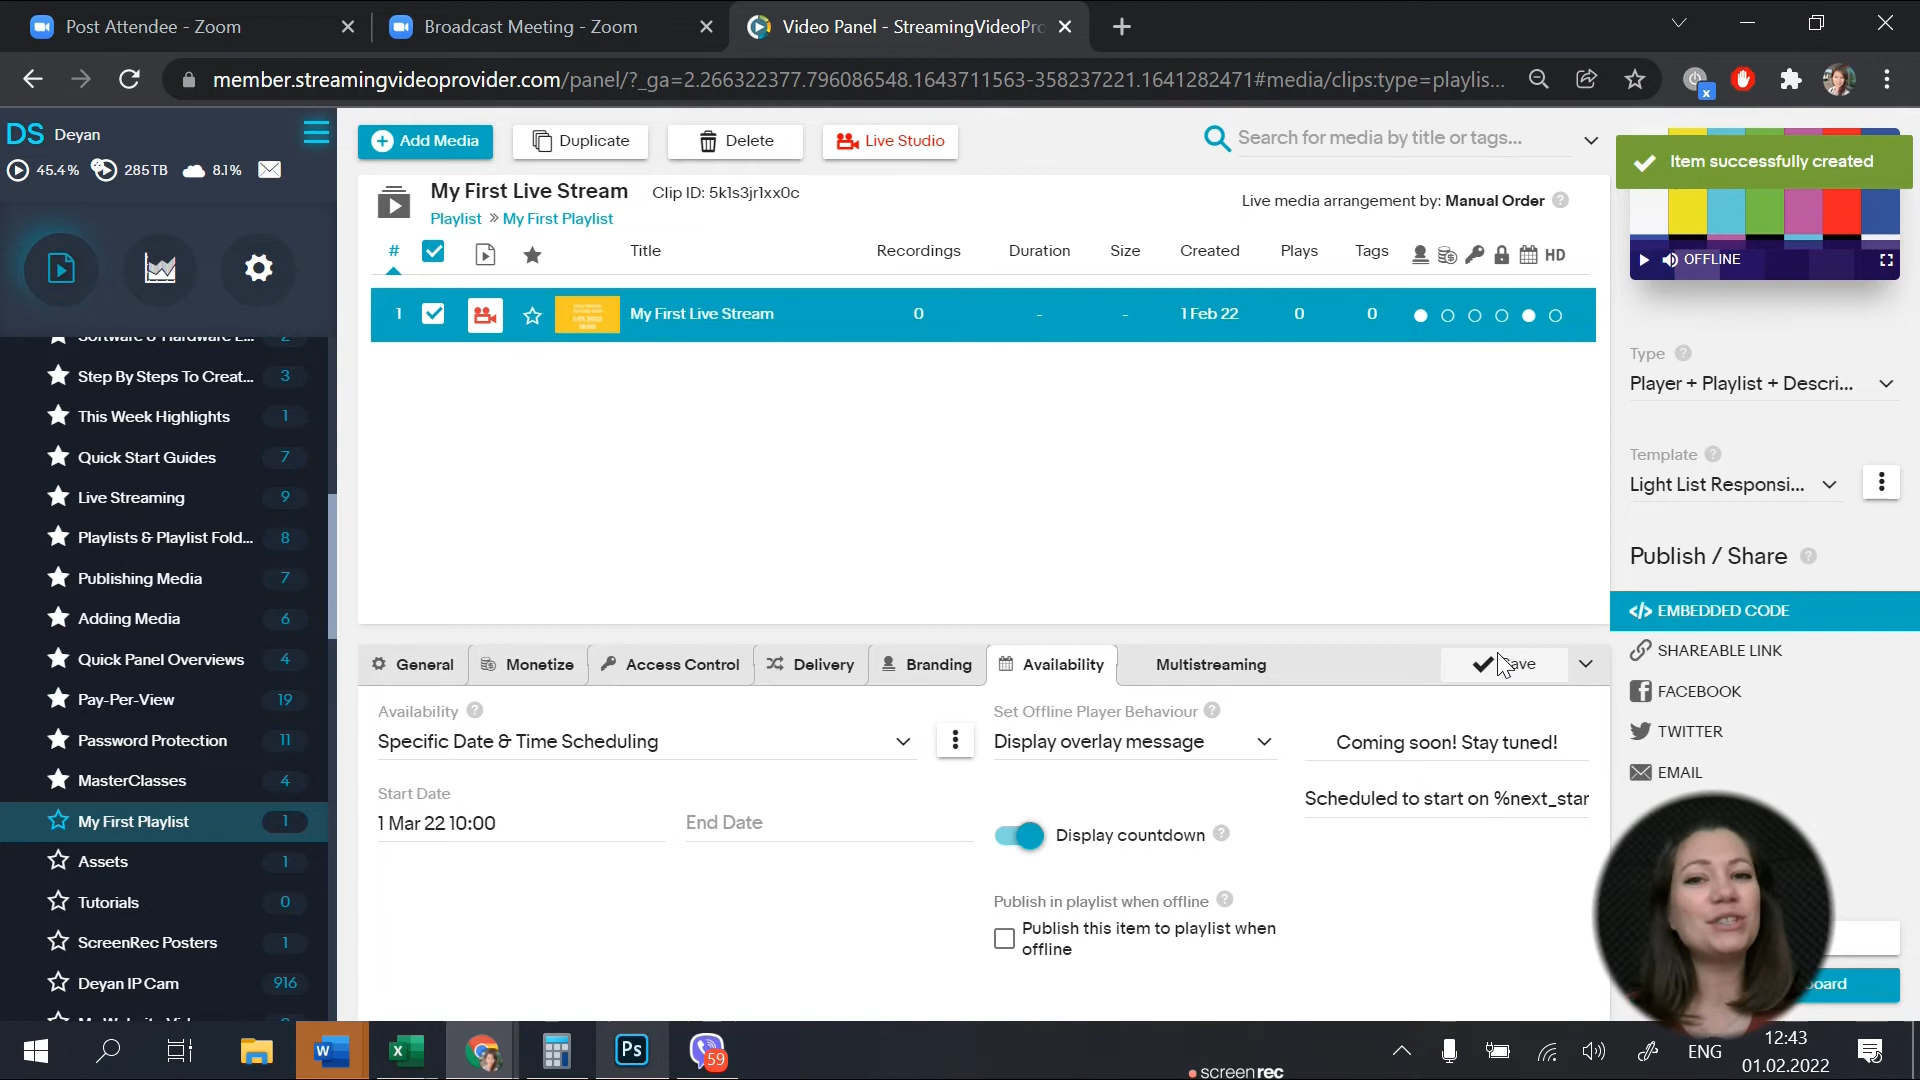 Post Attendee - Zoom
Broadcast Meeting - Zoom
Video Panel - StreamingVideoPro
member.streamingvideoprovider.com/panel/?_ga=2.266322377.796086548.1643711563-358237221.1641282471#media/clips:type=playlis...
DS Deyan
45.4% 285TB 8.1%
2
Step By Steps To Creat... 3
This Week Highlights 1
Quick Start Guides 7
Live Streaming 9
Playlists & Playlist Fold... 8
Publishing Media 7
Adding Media 6
Quick Panel Overviews 4
Pay-Per-View 19
Password Protection 11
MasterClasses 4
My First Playlist 1
Assets 1
Tutorials 0
ScreenRec Posters 1
Deyan IP Cam 916
Add Media Duplicate Delete Live Studio
Search for media by title or tags...
My First Live Stream Clip ID: 5k1s3jr1xx0c
Playlist » My First Playlist
Live media arrangement by: Manual Order ?
# Title Recordings Duration Size Created Plays Tags HD
1 My First Live Stream 0 - - 1 Feb 22 0 0
General Monetize Access Control Delivery Branding Availability Multistreaming
Availability ?
Specific Date & Time Scheduling
Start Date
1 Mar 22 10:00
End Date
Set Offline Player Behaviour ?
Display overlay message
Coming soon! Stay tuned!
Scheduled to start on %next_star
Display countdown ?
Publish in playlist when offline ?
Publish this item to playlist when
offline
Item successfully created
OFFLINE
Type ?
Player + Playlist + Descri...
Template ?
Light List Responsi...
Publish / Share ?
</> EMBEDDED CODE
SHAREABLE LINK
FACEBOOK
TWITTER
EMAIL
W X Ps 59
screenrec
ENG
12:43
01.02.2022